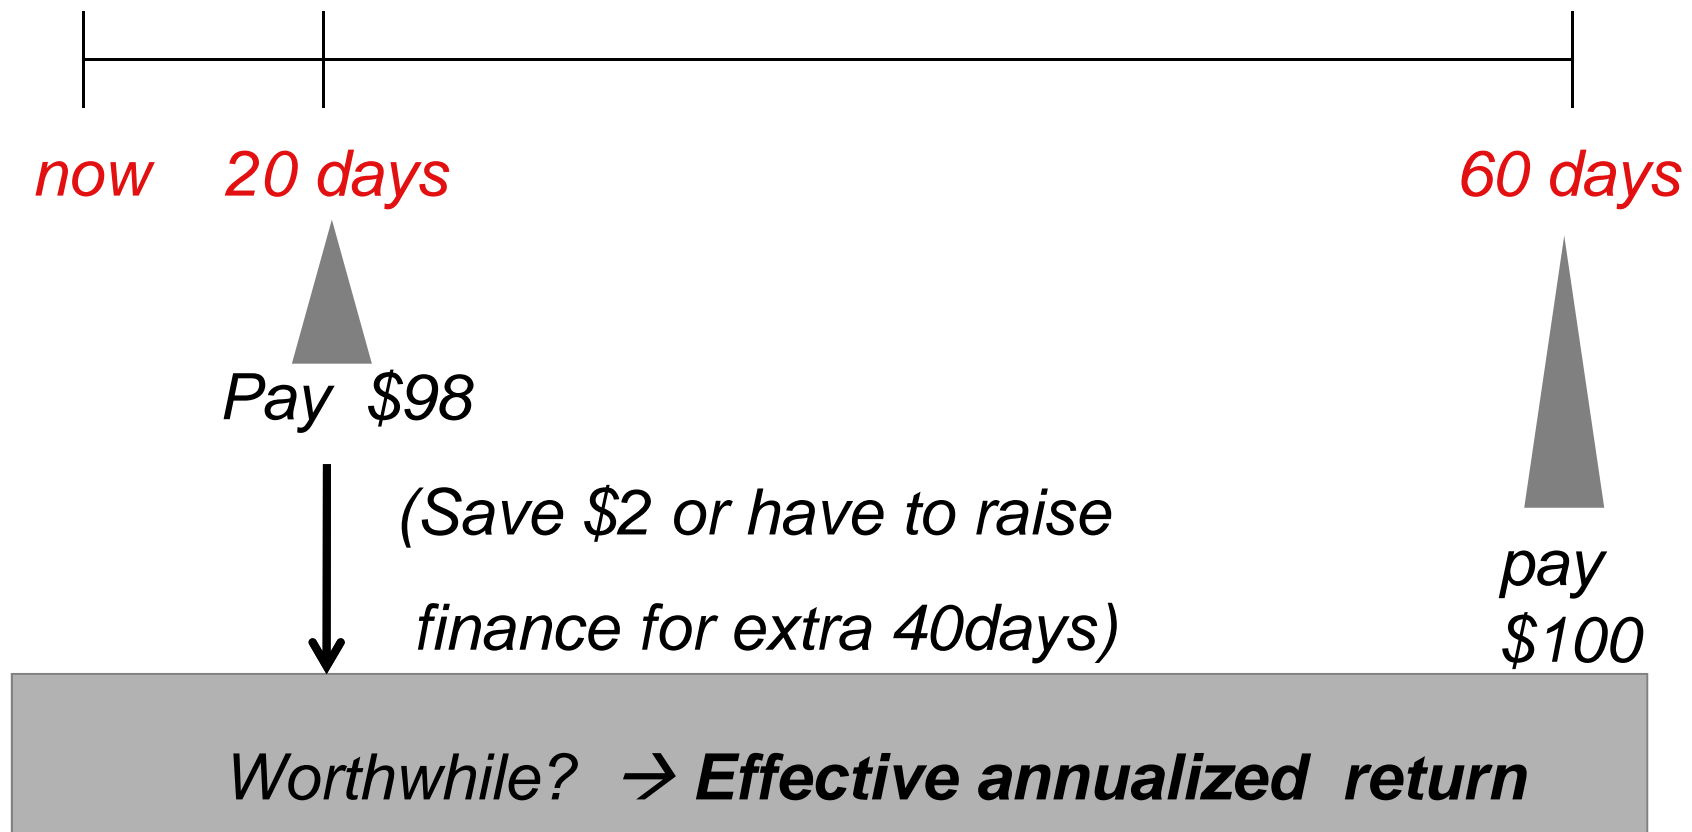 now 20 days 60 days
Pay $98
(Save $2 or have to raise
finance for extra 40days)
pay
$100
Worthwhile? → Effective annualized return